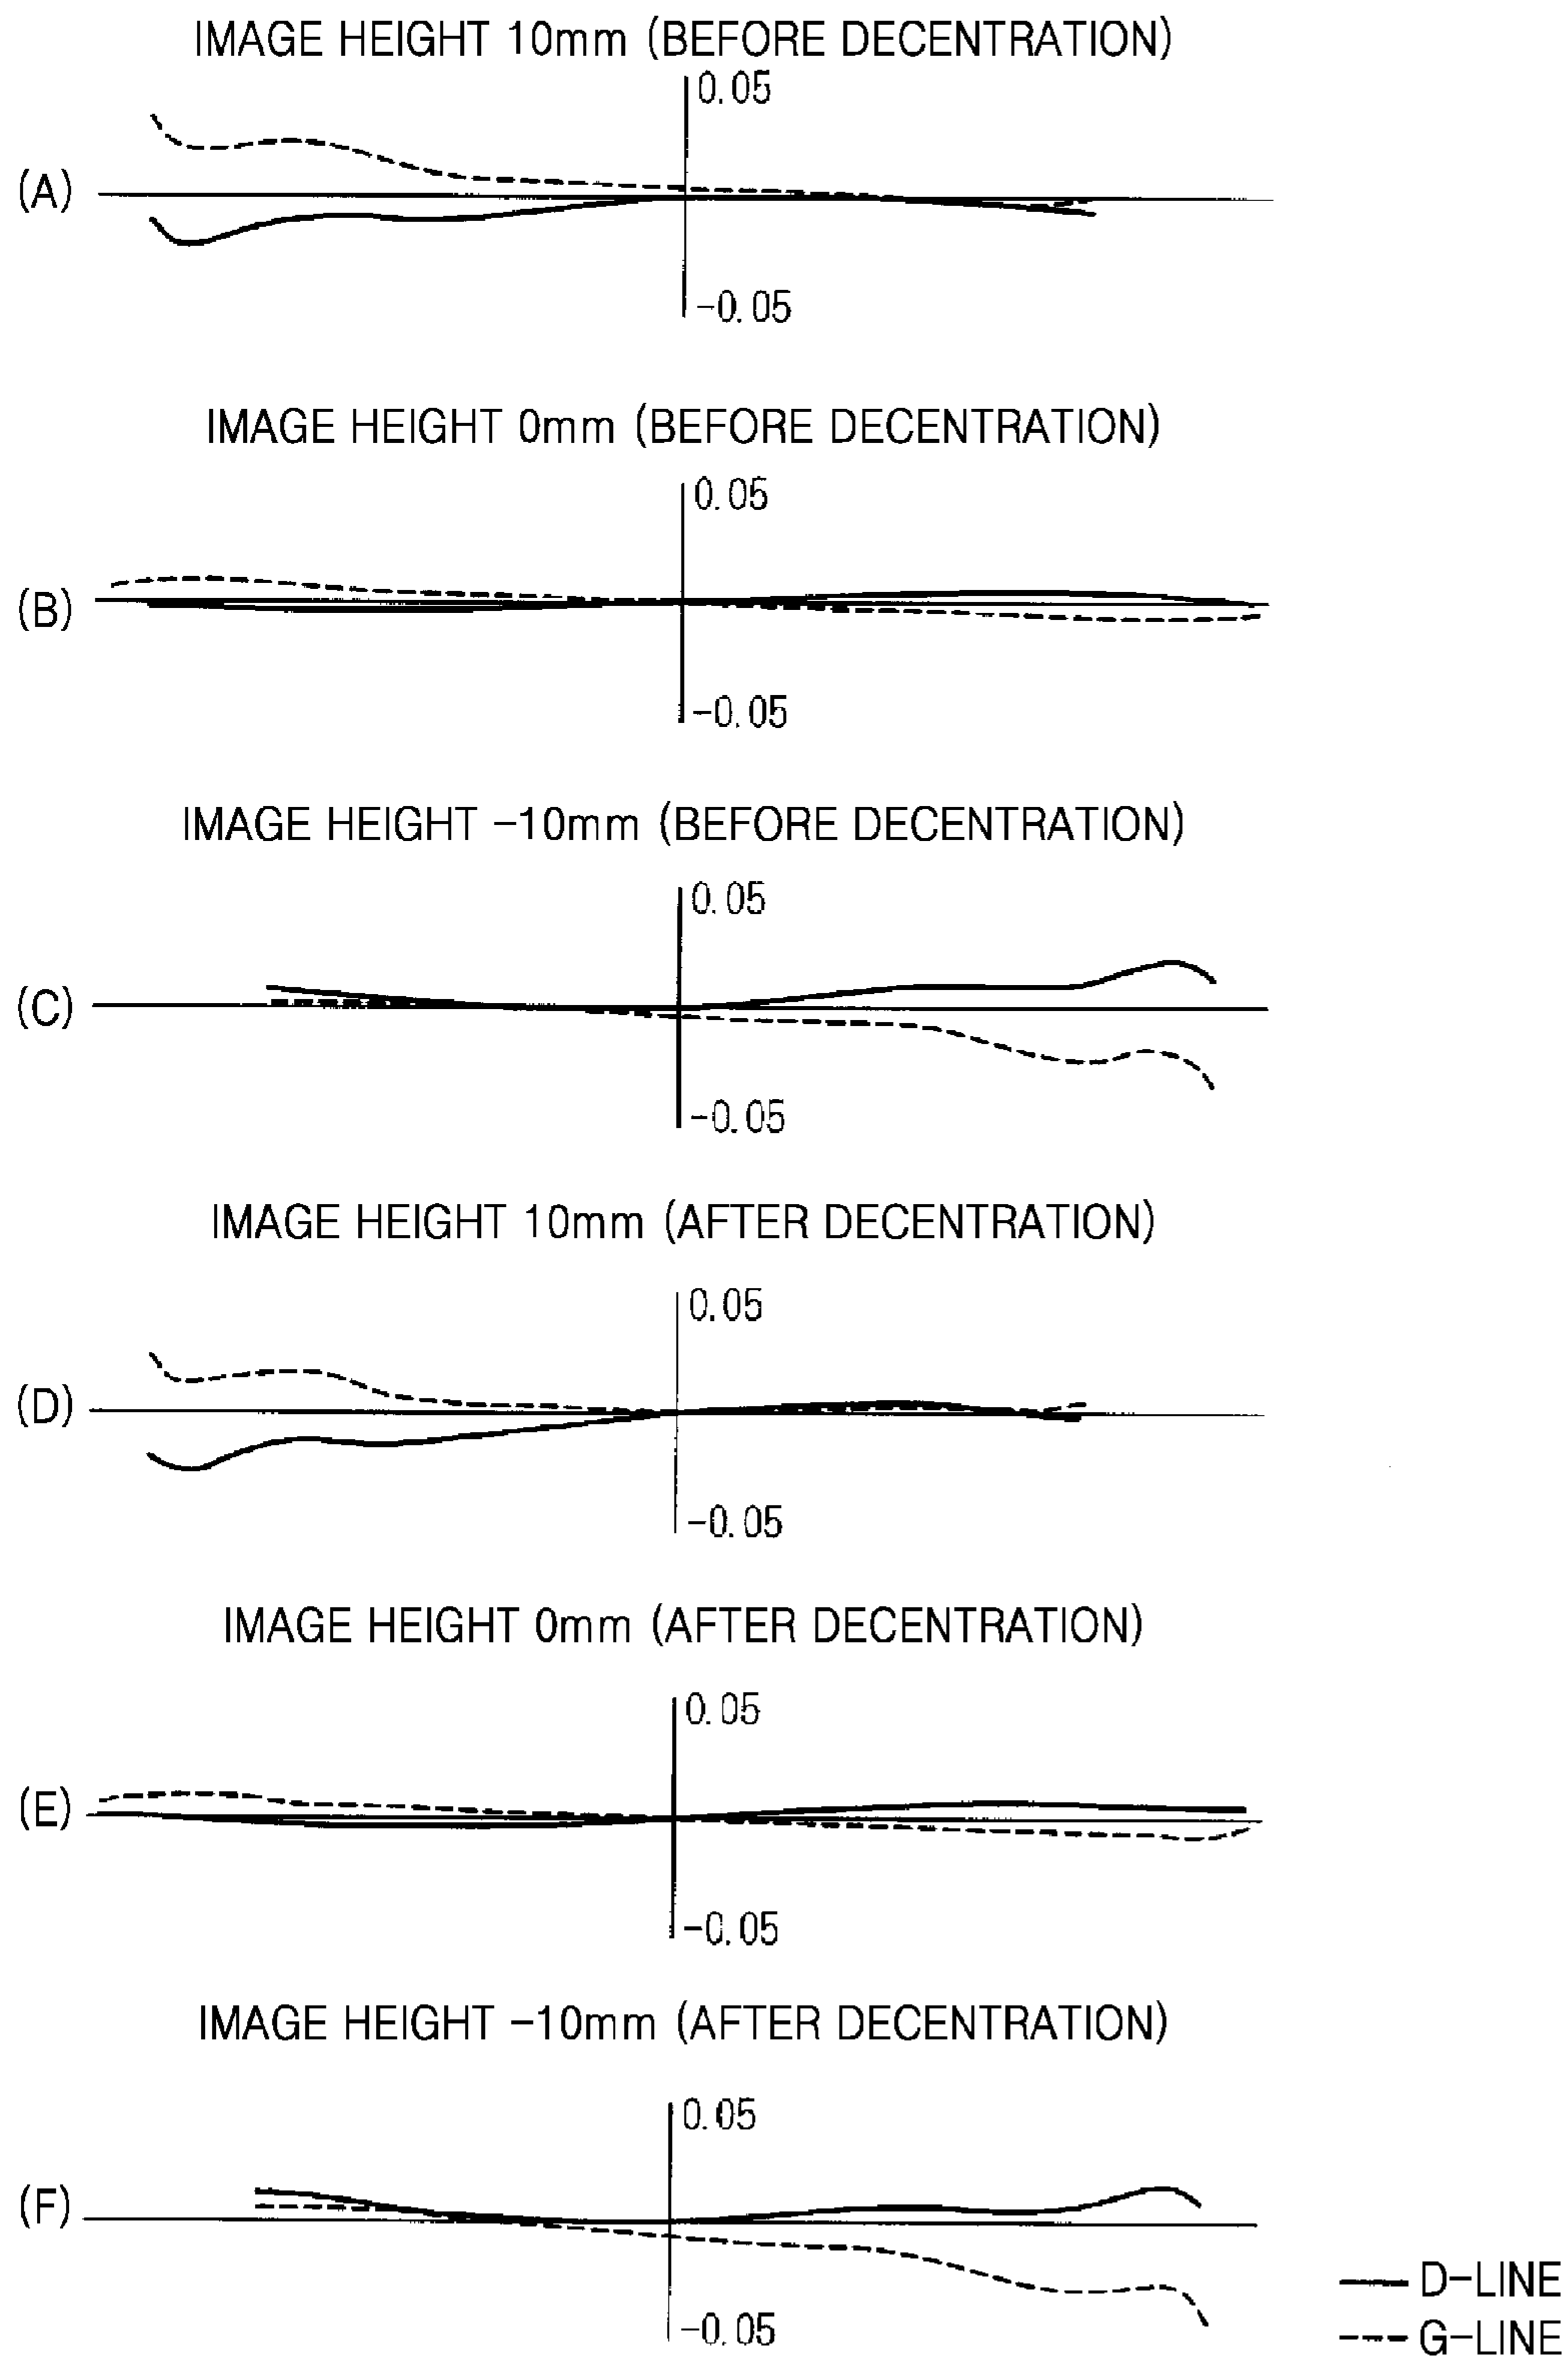 IMAGE HEIGHT 10mm (BEFORE DECENTRATION)
0.05
(A)
-0.05
IMAGE HEIGHT 0mm (BEFORE DECENTRATION)
0.05
(B)
-0.05
IMAGE HEIGHT -10mm (BEFORE DECENTRATION)
0.05
(C)
-0.05
IMAGE HEIGHT 10mm (AFTER DECENTRATION)
0.05
(D)
-0.05
IMAGE HEIGHT 0mm (AFTER DECENTRATION)
0.05
(E)
-0.05
IMAGE HEIGHT -10mm (AFTER DECENTRATION)
0.05
(F)
-0.05
D-LINE
G-LINE